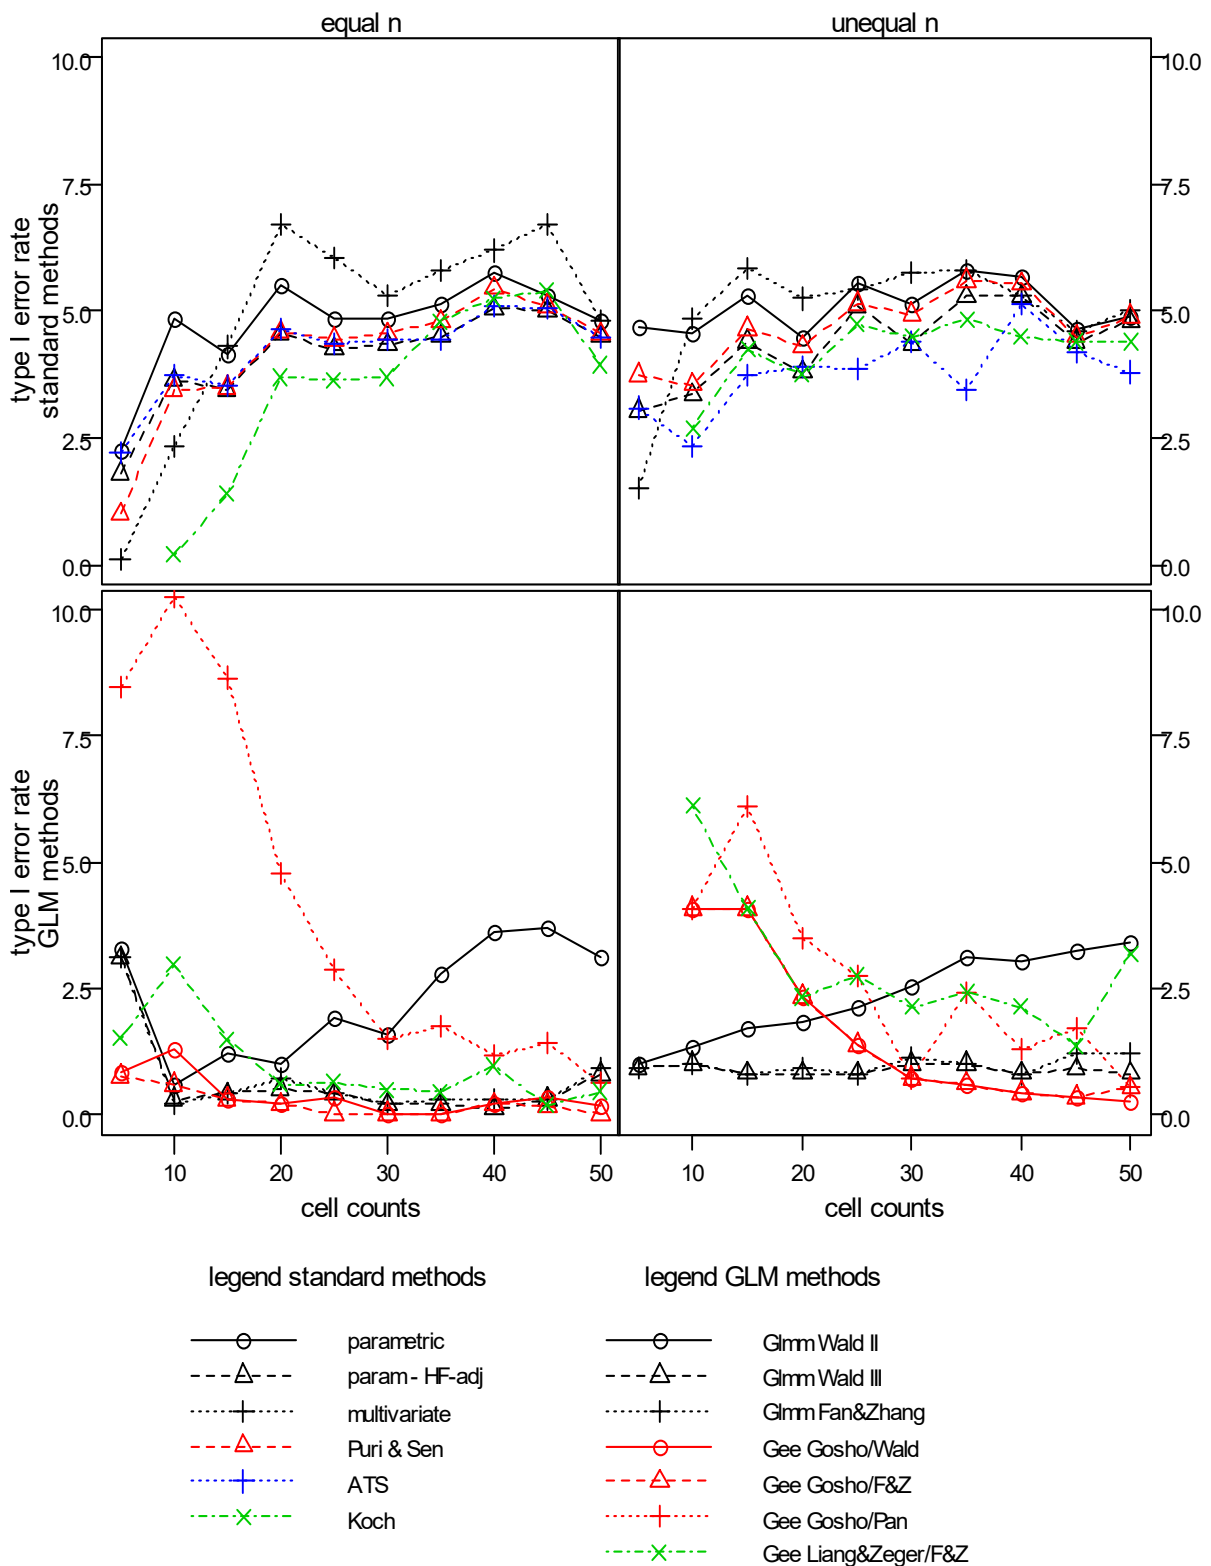 equal n
unequal n
10.0
7.5
5.0
2.5
0.0
type I error rate
standard methods
10.0
7.5
5.0
2.5
0.0
10.0
7.5
5.0
2.5
0.0
type I error rate
GLM methods
10.0
7.5
5.0
2.5
0.0
10 20 30 40 50
10 20 30 40 50
cell counts
cell counts
legend standard methods
parametric
param - HF-adj
multivariate
Puri & Sen
ATS
Koch
legend GLM methods
Glmm Wald II
Glmm Wald III
Glmm Fan&Zhang
Gee Gosho/Wald
Gee Gosho/F&Z
Gee Gosho/Pan
Gee Liang&Zeger/F&Z